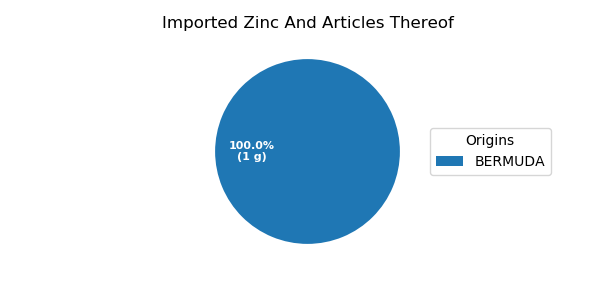 Imported Zinc And Articles Thereof
100.0%
(1 g)
Origins
BERMUDA